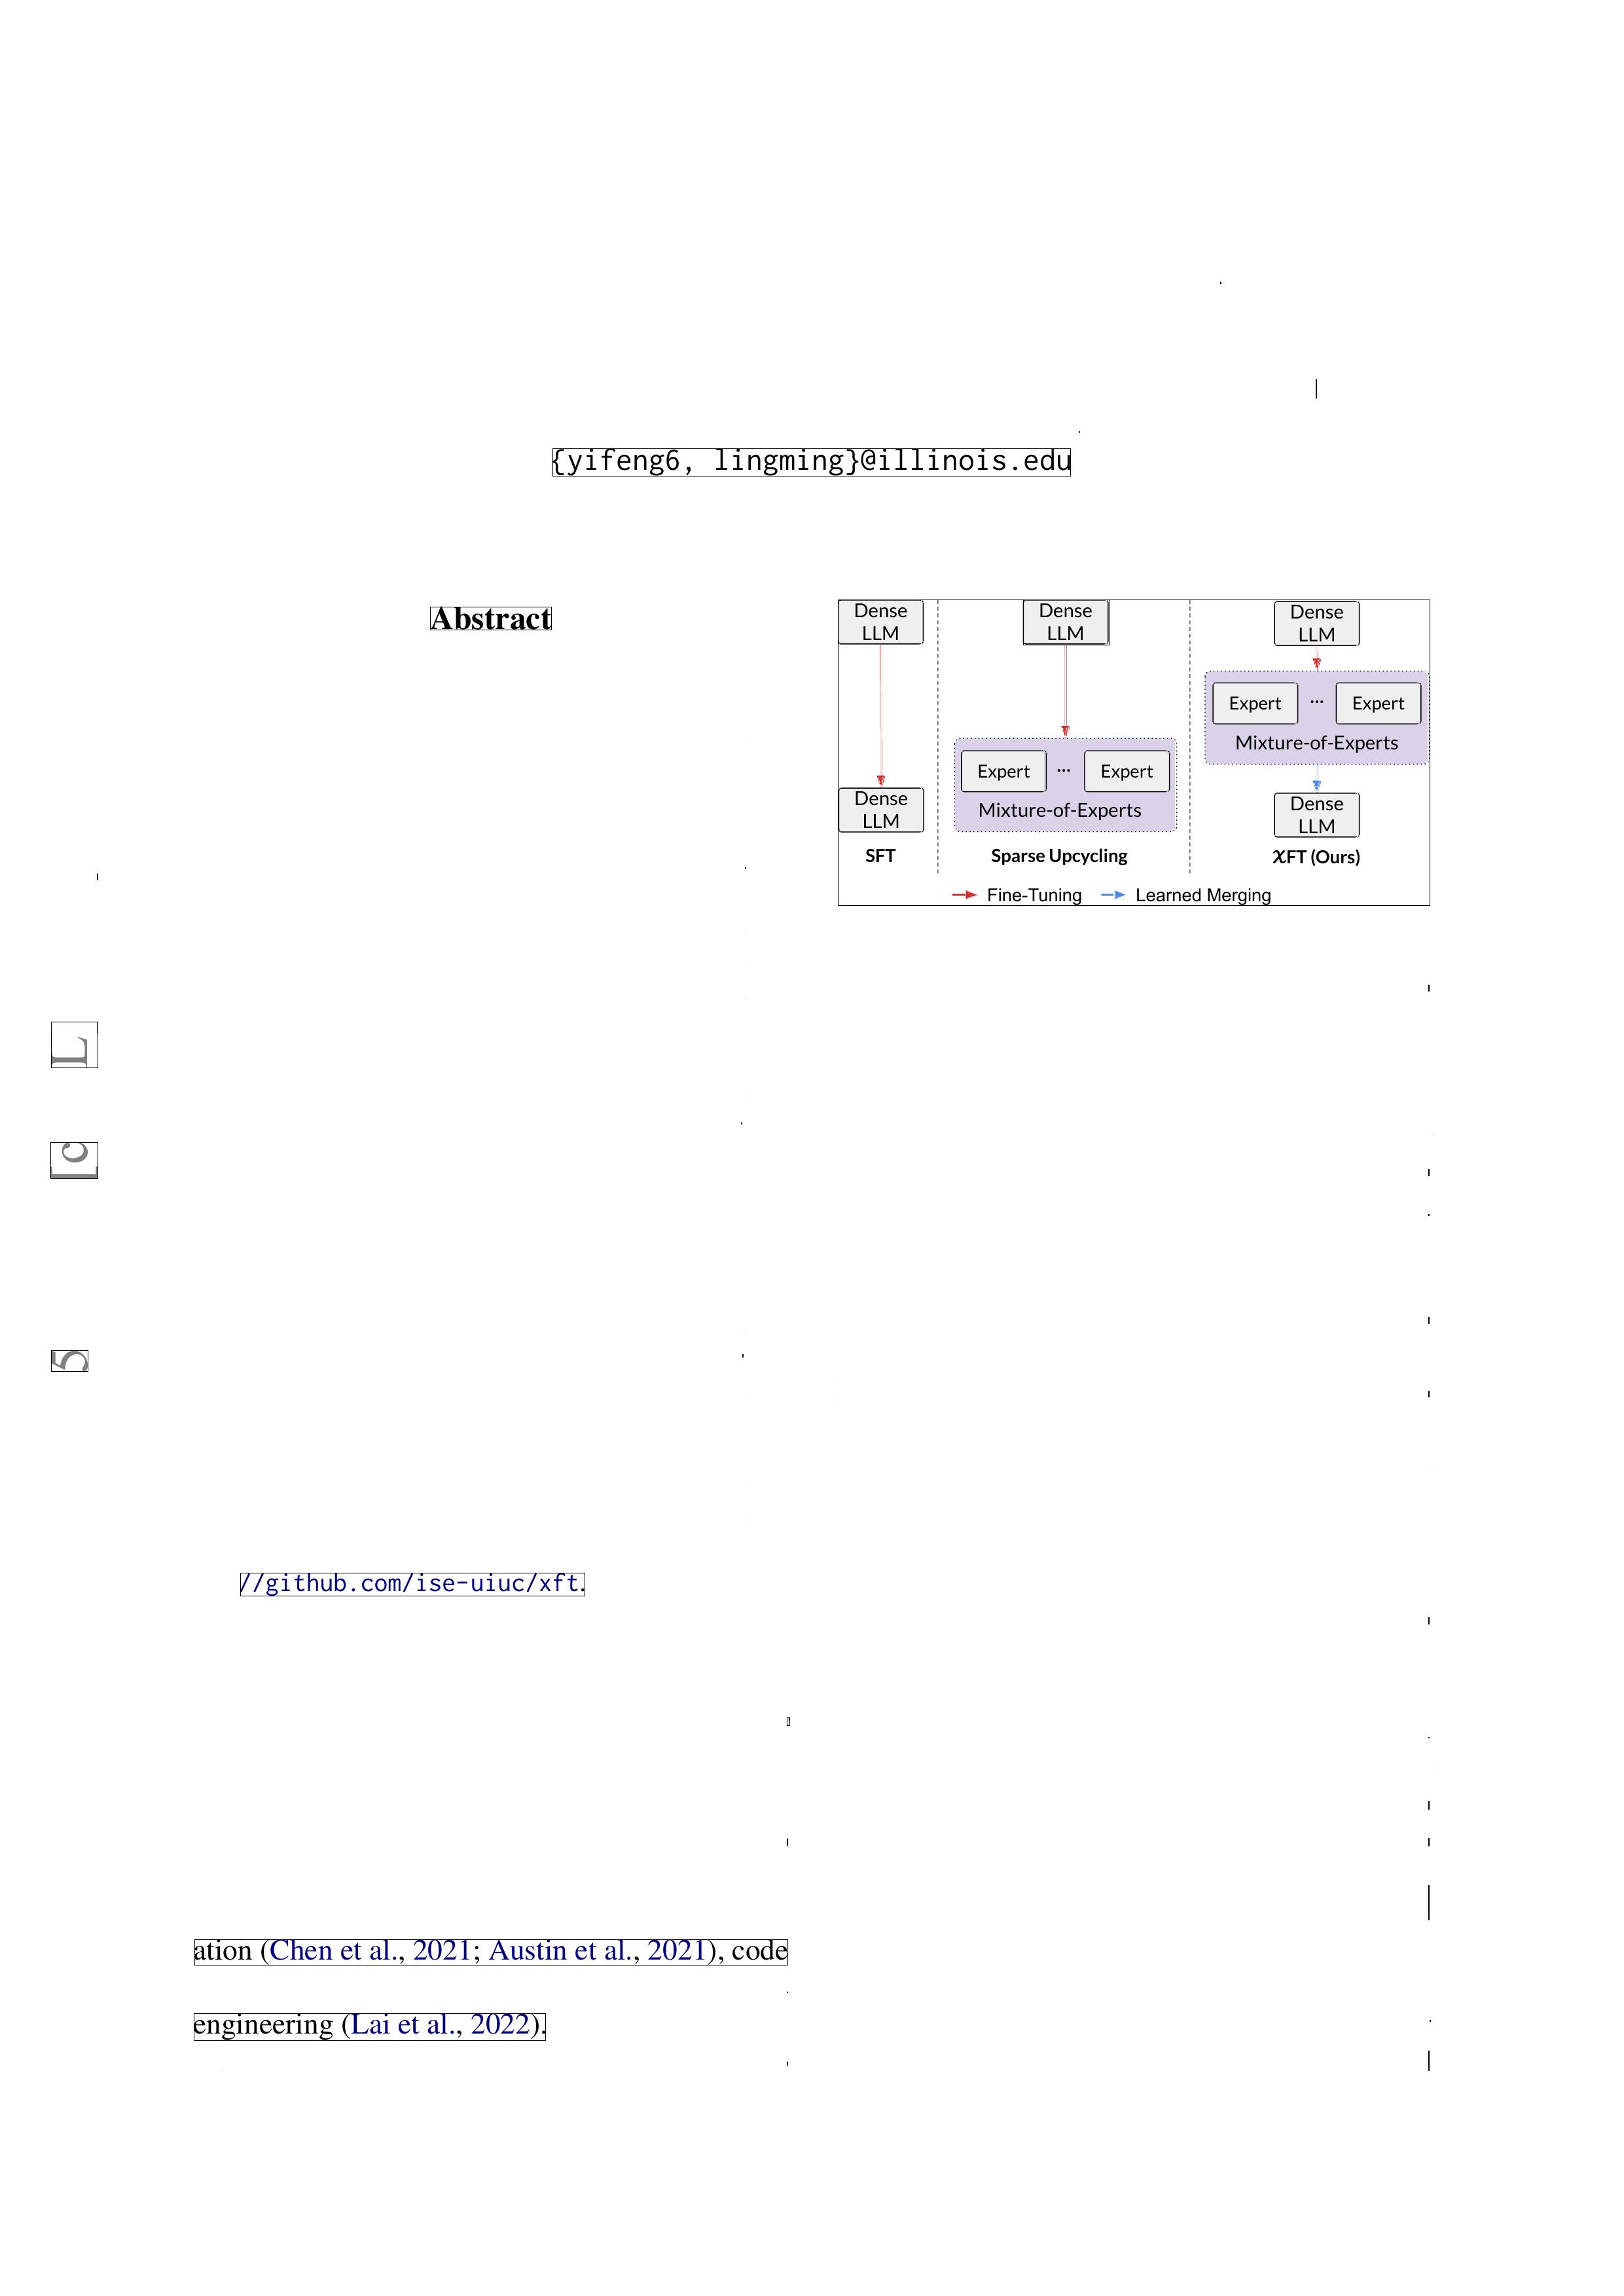 {yifeng6, lingming}@illinois.edu
Abstract
//github.com/ise-uiuc/xft.
ation (Chen et al., 2021; Austin et al., 2021), code
engineering (Lai et al., 2022).
Dense LLM
Dense LLM
SFT
Dense LLM
Expert ... Expert
Mixture-of-Experts
Sparse Upcycling
Dense LLM
Expert ... Expert
Mixture-of-Experts
Dense LLM
𝒳FT (Ours)
Fine-Tuning
Learned Merging
L
[c
5